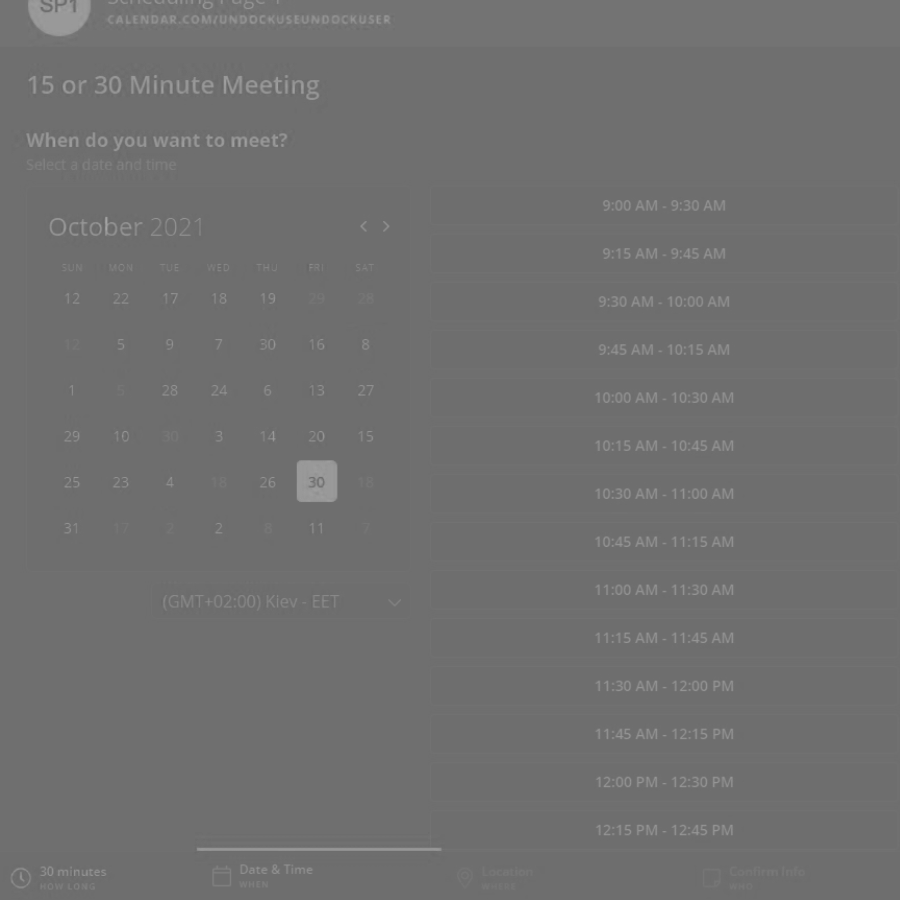 SP1
Scheduling Page 1
CALENDAR.COM/UNDOCKUSEUNDOCKUSER
15 or 30 Minute Meeting
When do you want to meet?
Select a date and time
October 2021
SUN MON TUE WED THU FRI SAT
12 22 17 18 19 29 28
12 5 9 7 30 16 8
1 5 28 24 6 13 27
29 10 30 3 14 20 15
25 23 4 18 26 30 18
31 17 2 2 8 11 7
(GMT+02:00) Kiev - EET
9:00 AM - 9:30 AM
9:15 AM - 9:45 AM
9:30 AM - 10:00 AM
9:45 AM - 10:15 AM
10:00 AM - 10:30 AM
10:15 AM - 10:45 AM
10:30 AM - 11:00 AM
10:45 AM - 11:15 AM
11:00 AM - 11:30 AM
11:15 AM - 11:45 AM
11:30 AM - 12:00 PM
11:45 AM - 12:15 PM
12:00 PM - 12:30 PM
12:15 PM - 12:45 PM
30 minutes
HOW LONG
Date & Time
WHEN
Location
WHERE
Confirm Info
WHO